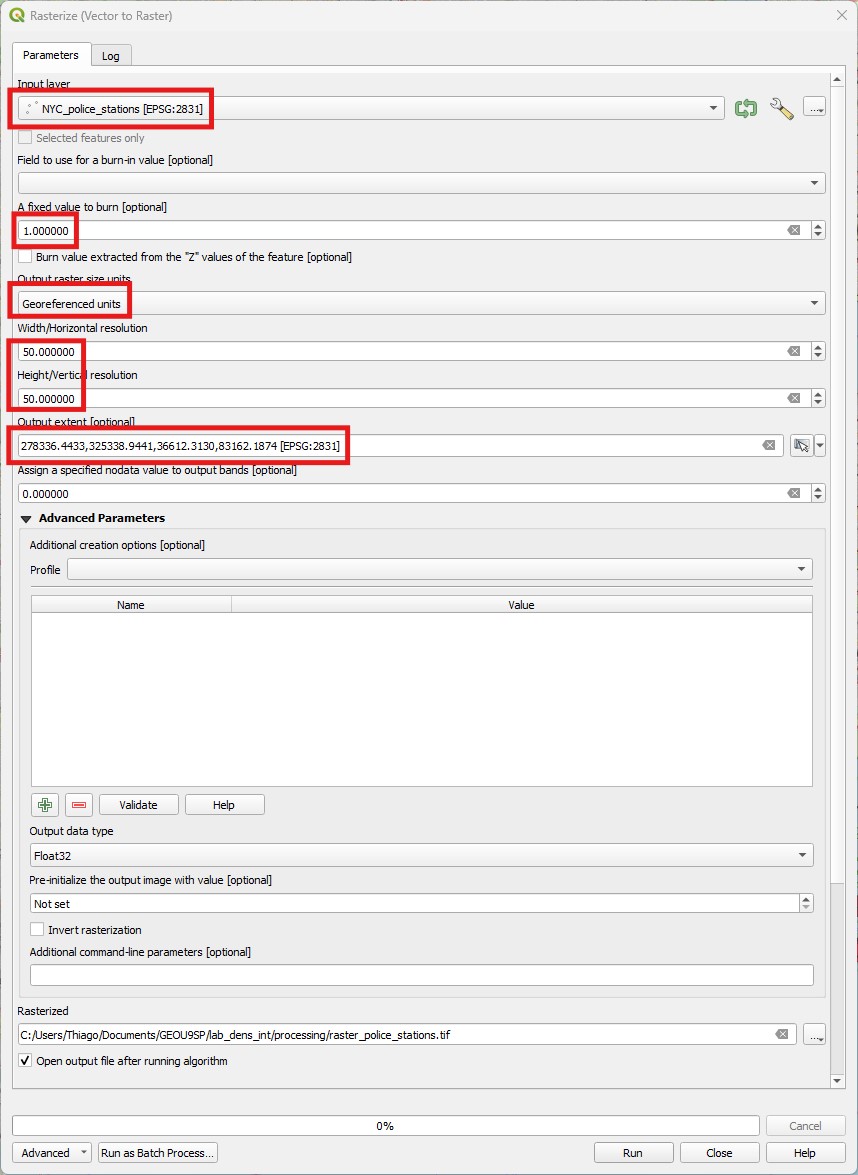 Rasterize (Vector to Raster)
Parameters Log
Input layer
NYC_police_stations [EPSG:2831]
Selected features only
Field to use for a burn-in value [optional]
A fixed value to burn [optional]
1.000000
Burn value extracted from the "Z" values of the feature [optional]
Output raster size units
Georeferenced units
Width/Horizontal resolution
50.000000
Height/Vertical resolution
50.000000
Output extent [optional]
278336.4433,325338.9441,36612.3130,83162.1874 [EPSG:2831]
Assign a specified nodata value to output bands [optional]
0.000000
Advanced Parameters
Additional creation options [optional]
Profile
Name Value
Validate Help
Output data type
Float32
Pre-initialize the output image with value [optional]
Not set
Invert rasterization
Additional command-line parameters [optional]
Rasterized
C:/Users/Thiago/Documents/GEOU9SP/lab_dens_int/processing/raster_police_stations.tif
Open output file after running algorithm
0% Cancel
Advanced Run as Batch Process... Run Close Help